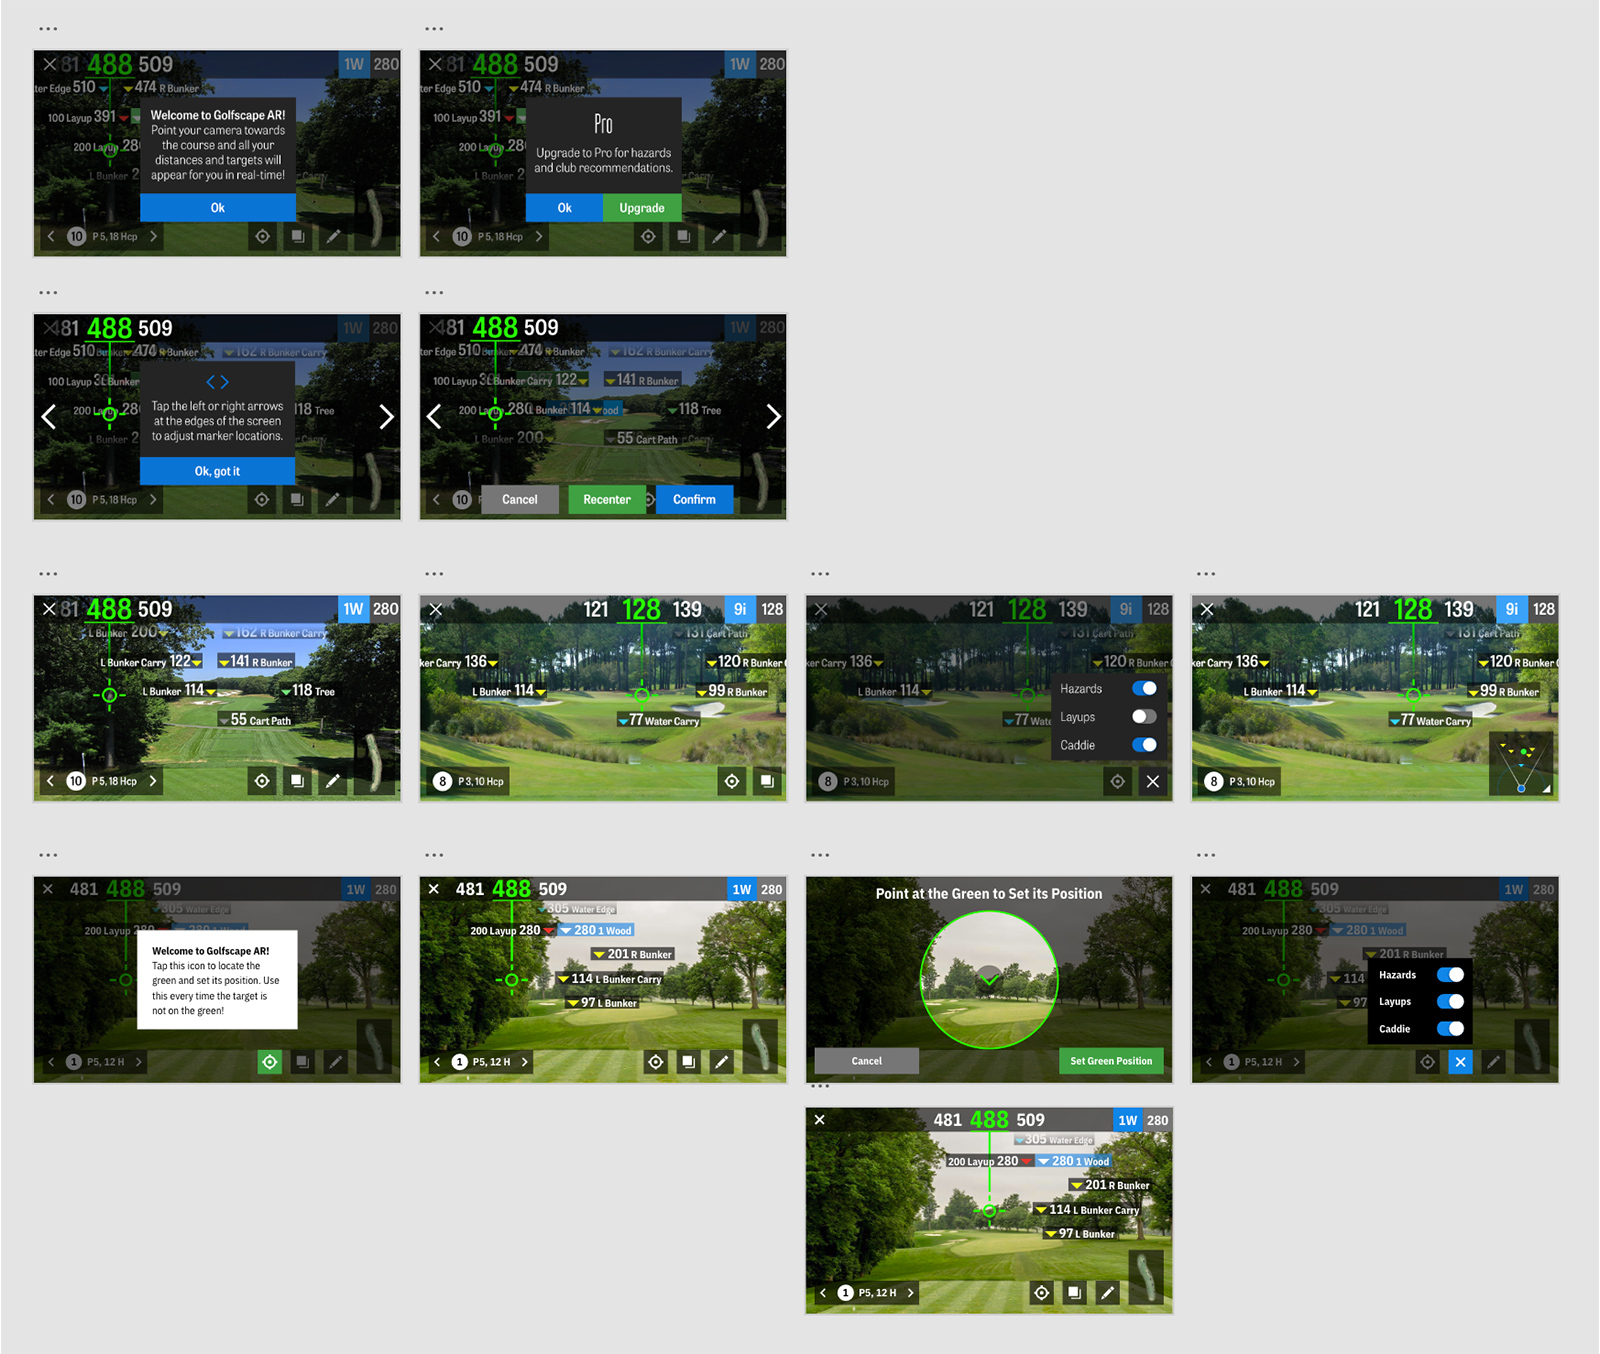 ...
...
81 488 509
1W 280
ter Edge 510
474 R Bunker
100 Layup 391
200 Layup 28
L Bunker 2
Carry
Welcome to Golfscape AR!
Point your camera towards
the course and all your
distances and targets will
appear for you in real-time!
Ok
10 P 5, 18 Hcp
81 488 509
1W 280
ter Edge 510
474 R Bunker
100 Layup 391
200 Layup 28
L Bunker 2
Carry
Pro
Upgrade to Pro for hazards
and club recommendations.
Ok
Upgrade
10 P 5, 18 Hcp
...
...
481 488 509
1W 280
ter Edge 510
474 R Bunker
162 R Bunker Carry
100 Layup
200 Layup 28
118 Tree
L Bunker
Tap the left or right arrows
at the edges of the screen
to adjust marker locations.
Ok, got it
10 P 5, 18 Hcp
481 488 509
1W 280
ter Edge 510
474 R Bunker
162 R Bunker Carry
100 Layup
Bunker Carry 122
141 R Bunker
200 Layup 280
L Bunker 114
118 Tree
L Bunker 200
55 Cart Path
10
Cancel
Recenter
Confirm
...
...
...
...
81 488 509
1W 280
L Bunker 200
162 R Bunker Carry
L Bunker Carry 122
141 R Bunker
L Bunker 114
118 Tree
55 Cart Path
10 P 5, 18 Hcp
121 128 139
9i 128
131 Cart Path
ker Carry 136
120 R Bunker C
L Bunker 114
99 R Bunker
77 Water Carry
8 P 3, 10 Hcp
121 128 139
9i 128
131 Cart Path
ker Carry 136
120 R Bunker C
L Bunker 114
77 Wate
Hazards
Layups
Caddie
8 P 3, 10 Hcp
121 128 139
9i 128
131 Cart Path
ker Carry 136
120 R Bunker C
L Bunker 114
99 R Bunker
77 Water Carry
8 P 3, 10 Hcp
...
...
...
...
481 488 509
1W 280
305 Water Edge
200 Layup 280
280 1 Wood
Welcome to Golfscape AR!
Tap this icon to locate the
green and set its position. Use
this every time the target is
not on the green!
1 P5, 12 H
481 488 509
1W 280
305 Water Edge
200 Layup 280
280 1 Wood
201 R Bunker
114 L Bunker Carry
97 L Bunker
1 P5, 12 H
Point at the Green to Set its Position
Cancel
Set Green Position
481 488 509
1W 280
305 Water Edge
200 Layup 280
280 1 Wood
201 R Bunker
114
97
Hazards
Layups
Caddie
1 P5, 12 H
...
481 488 509
1W 280
305 Water Edge
200 Layup 280
280 1 Wood
201 R Bunker
114 L Bunker Carry
97 L Bunker
1 P5, 12 H